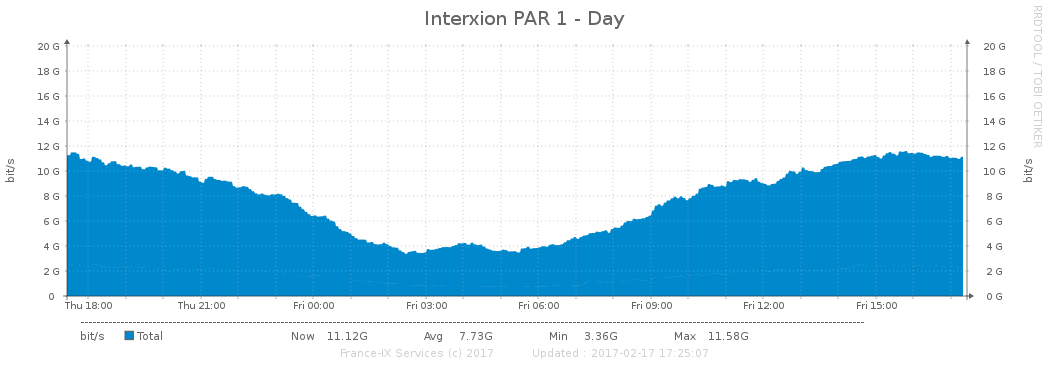 Interxion PAR 1 - Day
RRDTOOL / TOBI OETIKER
20 G 20 G
18 G 18 G
16 G 16 G
14 G 14 G
12 G 12 G
10 G 10 G
8 G 8 G
6 G 6 G
4 G 4 G
2 G 2 G
0 0 G
bit/s bit/s
Thu 18:00 Thu 21:00 Fri 00:00 Fri 03:00 Fri 06:00 Fri 09:00 Fri 12:00 Fri 15:00
bit/s Total Now 11.12G Avg 7.73G Min 3.36G Max 11.58G
France-IX Services (c) 2017 Updated : 2017-02-17 17:25:07